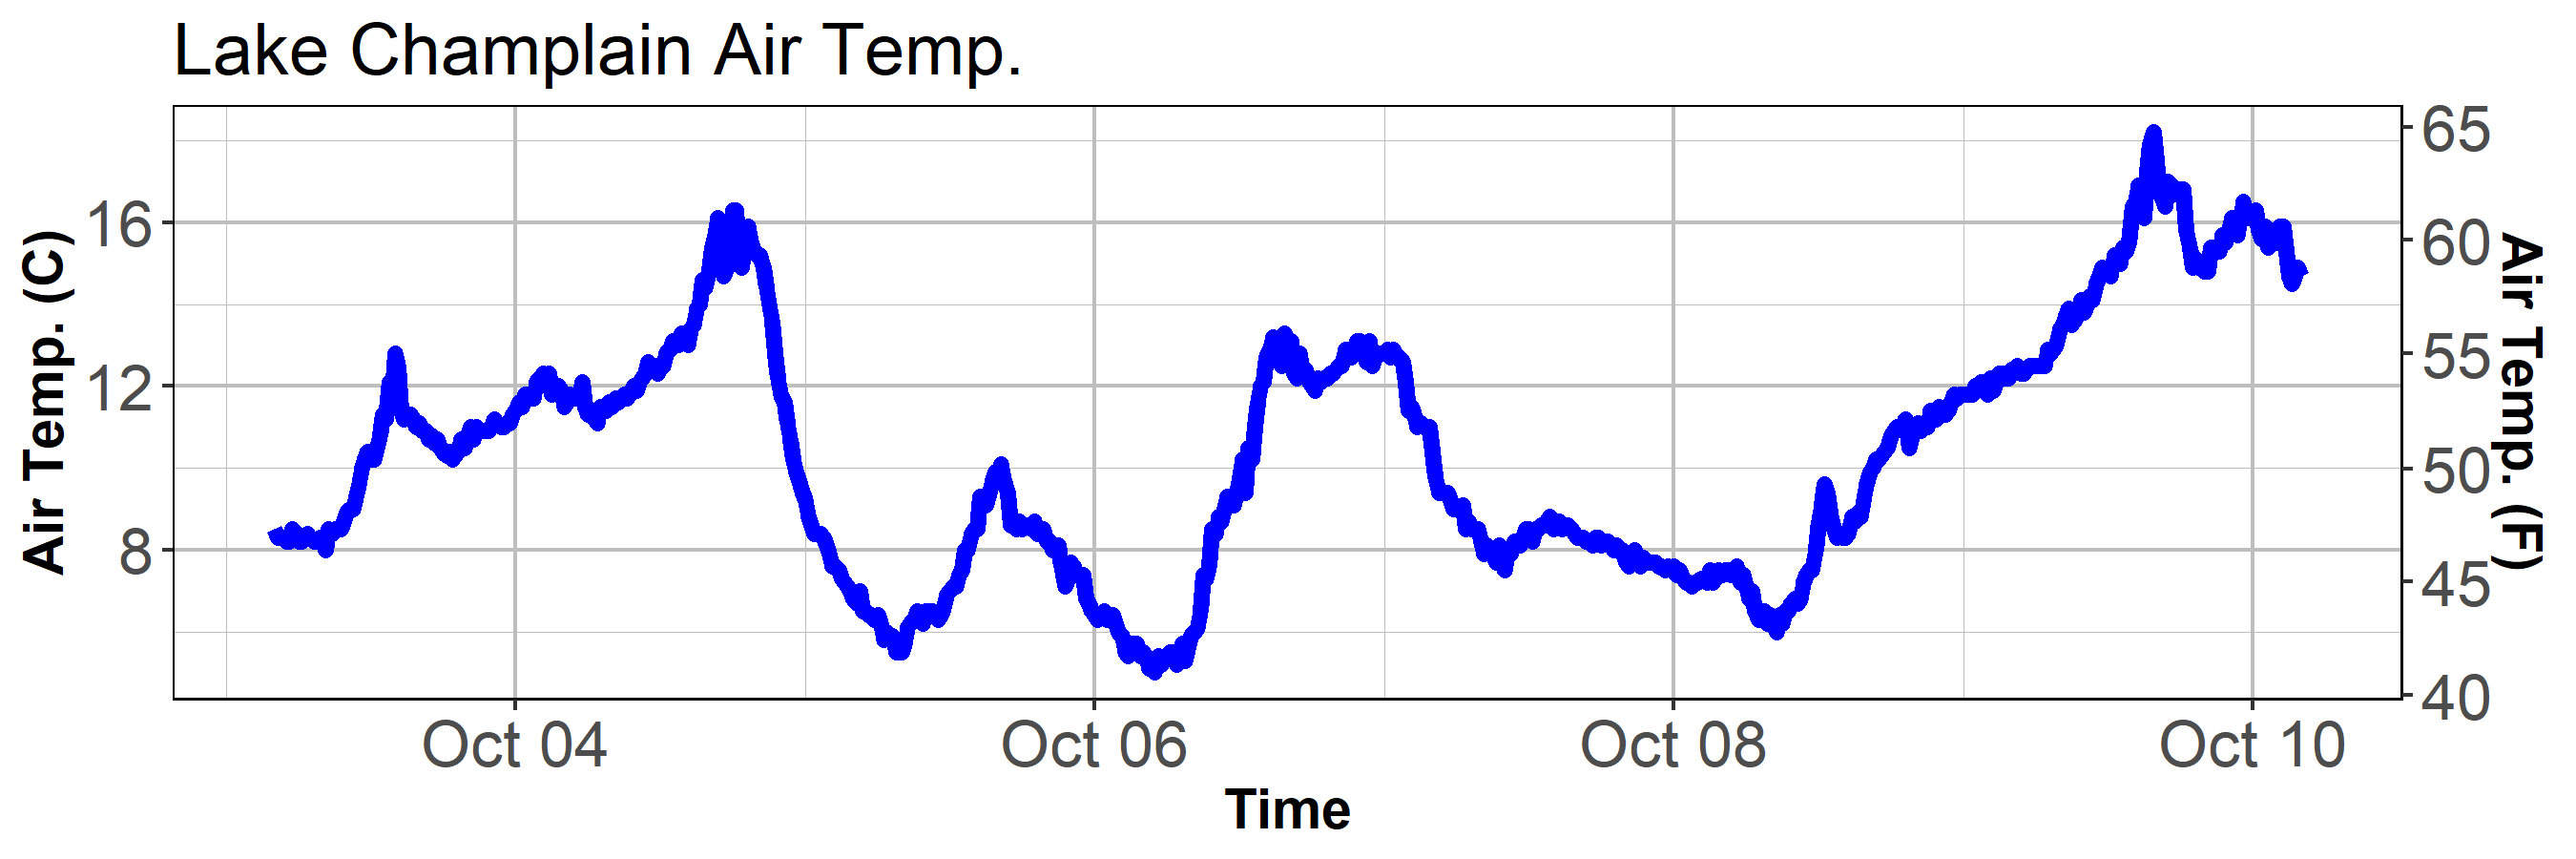 Lake Champlain Air Temp.
Air Temp. (C)
16
12
8
65
60
55
50
45
40
Air Temp. (F)
Oct 04
Oct 06
Oct 08
Oct 10
Time